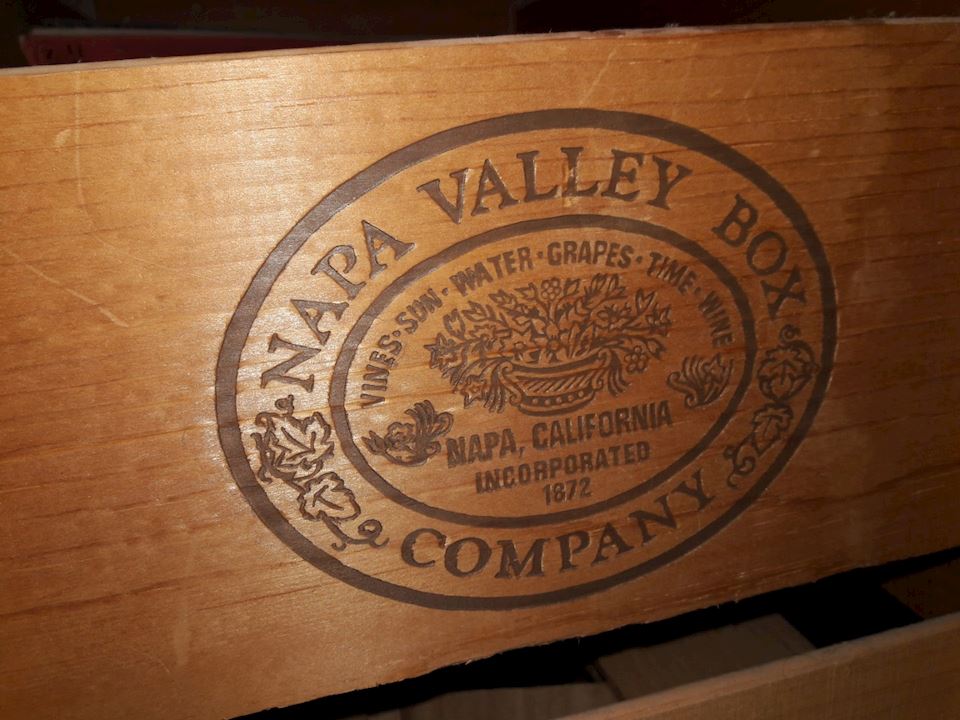 NAPA VALLEY BOX
VINES · SUN · WATER · GRAPES · TIME · WINE
NAPA, CALIFORNIA
INCORPORATED
1872
COMPANY